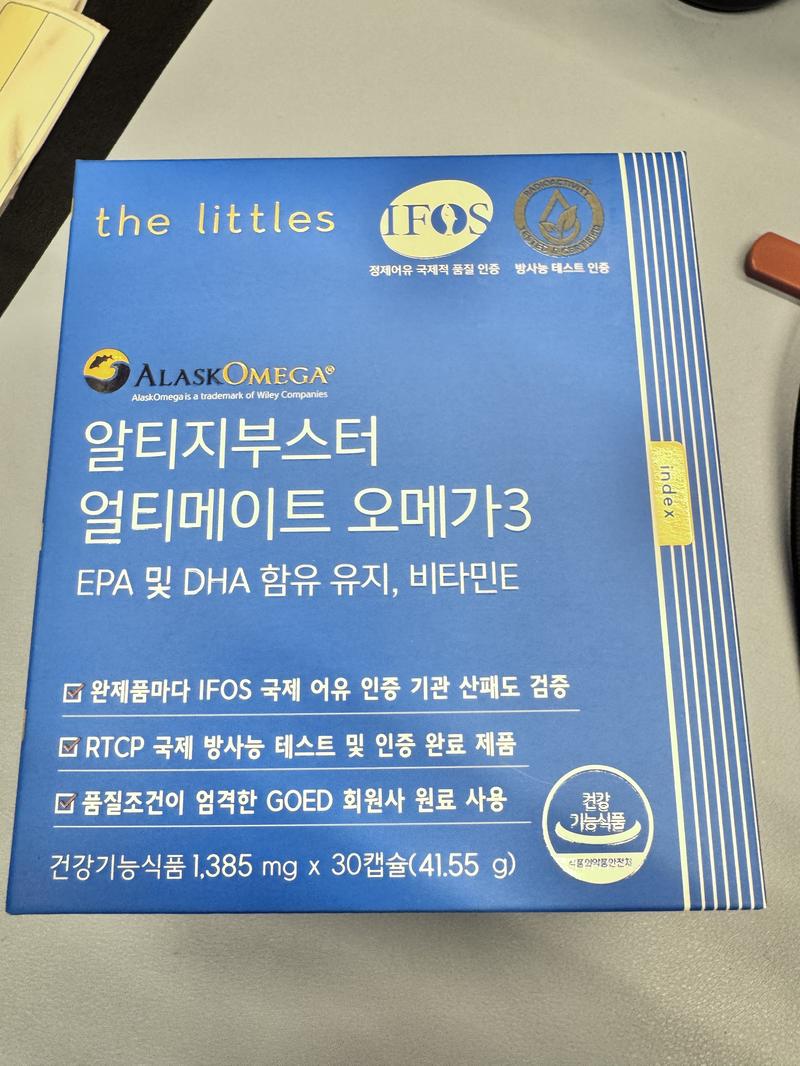 the littles
IFOS
정제어유 국제적 품질 인증
RADIOACTIVITY
방사능 테스트 인증
ALASKOMEGA®
AlaskOmega is a trademark of Wiley Companies
알티지부스터
얼티메이트 오메가3
EPA 및 DHA 함유 유지, 비타민E
index
완제품마다 IFOS 국제 어유 인증 기관 산패도 검증
RTCP 국제 방사능 테스트 및 인증 완료 제품
품질조건이 엄격한 GOED 회원사 원료 사용
건강기능식품 1,385 mg x 30캡슐(41.55 g)
건강
기능식품
식품의약품안전처